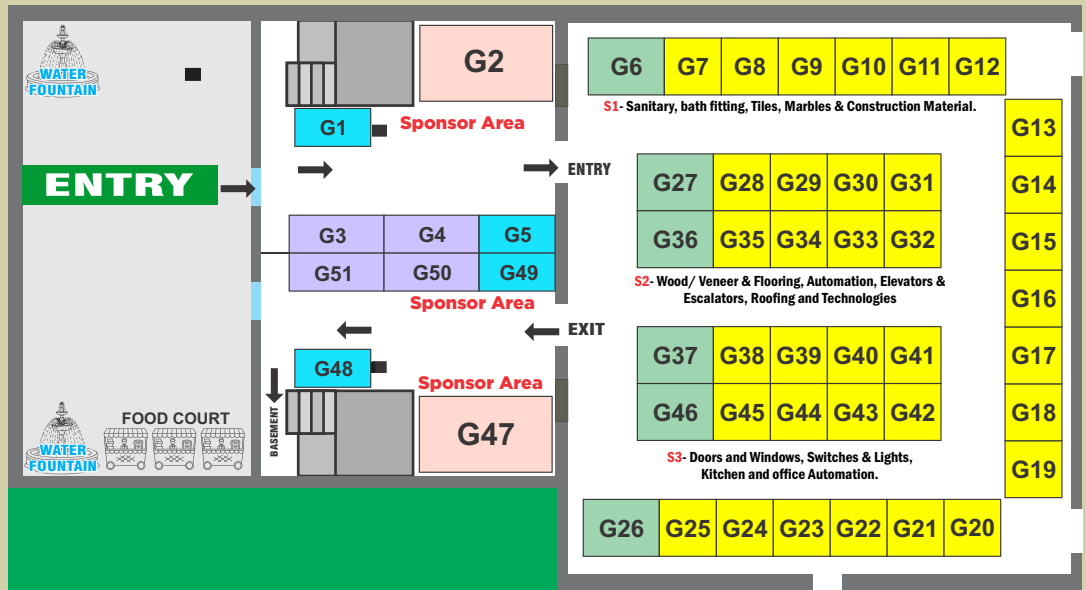 WATER
FOUNTAIN
ENTRY
FOOD COURT
WATER
FOUNTAIN
G2
G1
Sponsor Area
ENTRY
G3 G4 G5
G51 G50 G49
Sponsor Area
EXIT
G48
Sponsor Area
BASEMENT
G47
G6 G7 G8 G9 G10 G11 G12
S1- Sanitary, bath fitting, Tiles, Marbles & Construction Material.
G13
G14
G15
G16
G17
G18
G19
G27 G28 G29 G30 G31
G36 G35 G34 G33 G32
S2- Wood/ Veneer & Flooring, Automation, Elevators &
Escalators, Roofing and Technologies
G37 G38 G39 G40 G41
G46 G45 G44 G43 G42
S3- Doors and Windows, Switches & Lights,
Kitchen and office Automation.
G26 G25 G24 G23 G22 G21 G20